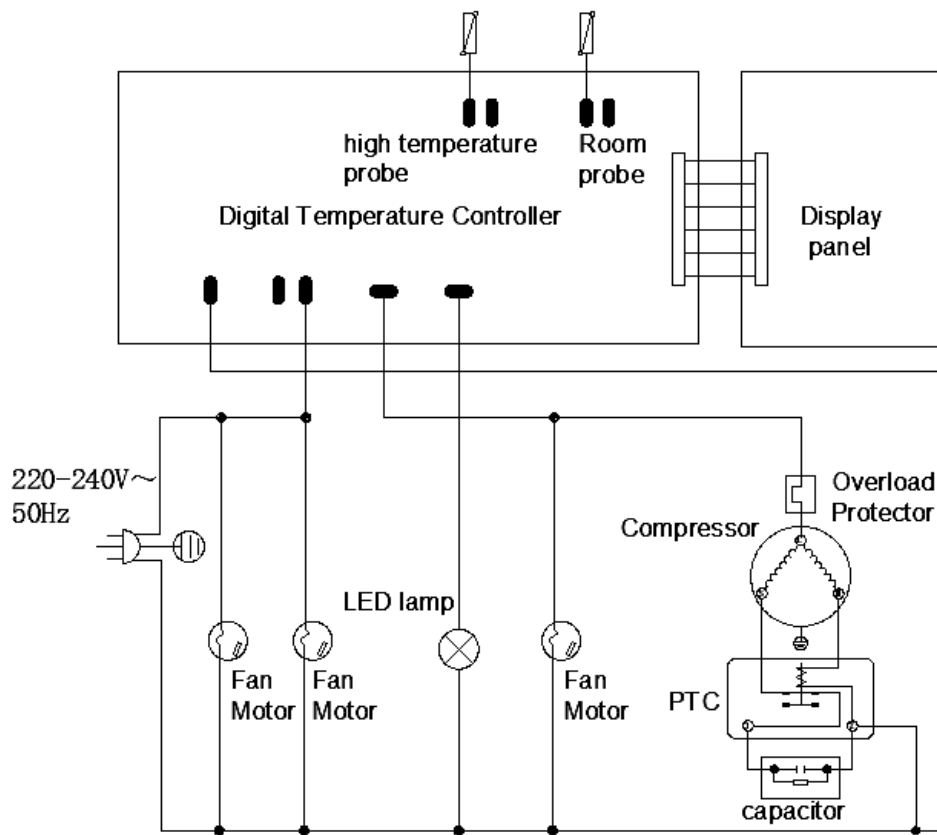 high temperature
probe
Room
probe
Digital Temperature Controller
Display
panel
220-240V～
50Hz
Overload
Protector
Compressor
LED lamp
Fan
Motor
Fan
Motor
Fan
Motor
PTC
capacitor